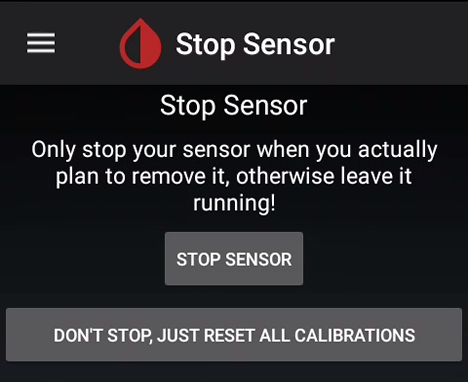 Stop Sensor
Stop Sensor
Only stop your sensor when you actually
plan to remove it, otherwise leave it
running!
STOP SENSOR
DON'T STOP, JUST RESET ALL CALIBRATIONS